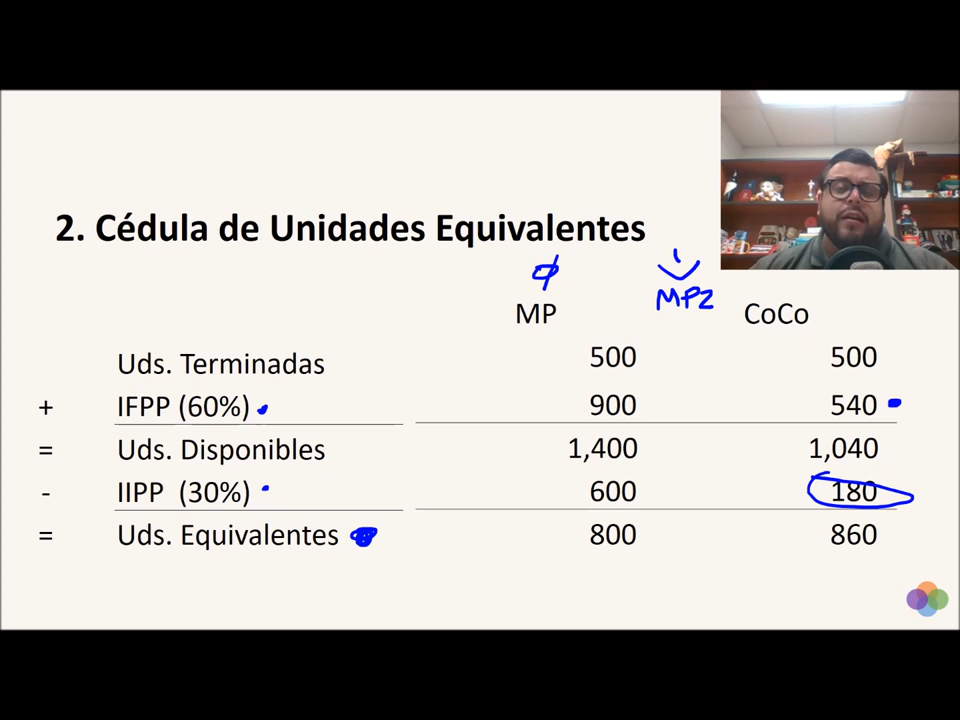 2. Cédula de Unidades Equivalentes
MP MP2 CoCo
Uds. Terminadas 500 500
+ IFPP (60%) 900 540
= Uds. Disponibles 1,400 1,040
- IIPP (30%) 600 180
= Uds. Equivalentes 800 860